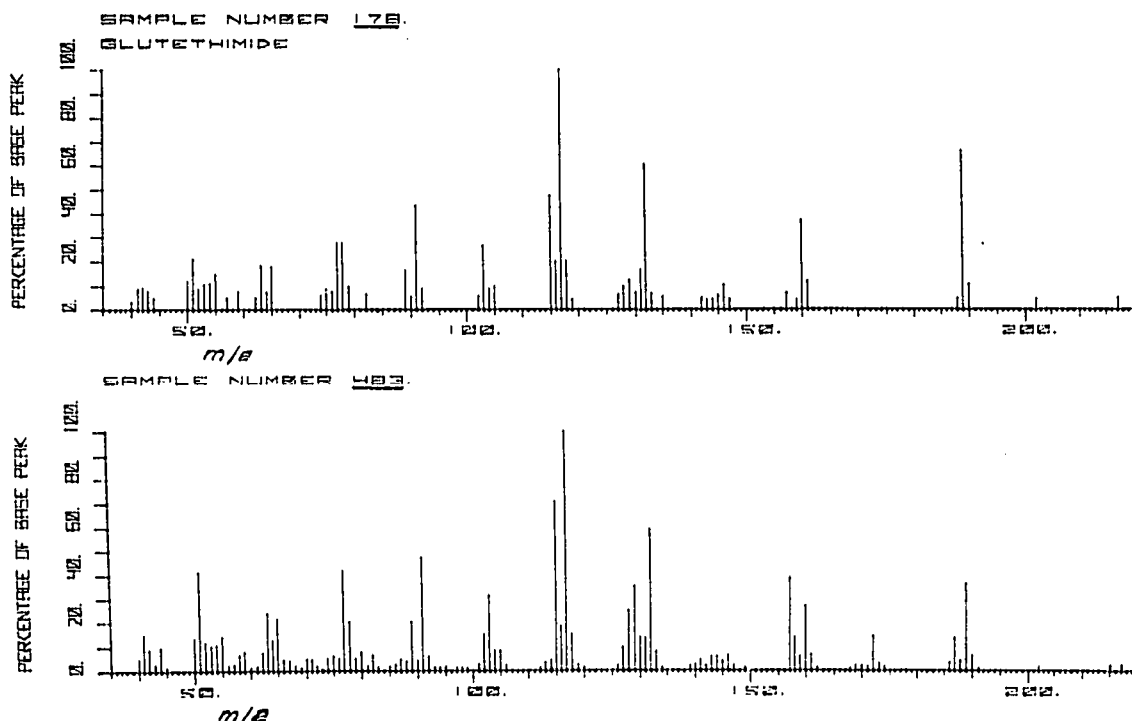 SAMPLE NUMBER 178.
GLUTETHIMIDE
PERCENTAGE OF BASE PEAK
100.
80.
60.
40.
20.
0.
50. 100. 150. 200.
m/e
SAMPLE NUMBER 483.
PERCENTAGE OF BASE PEAK
100.
80.
60.
40.
20.
0.
50. 100. 150. 200.
m/e